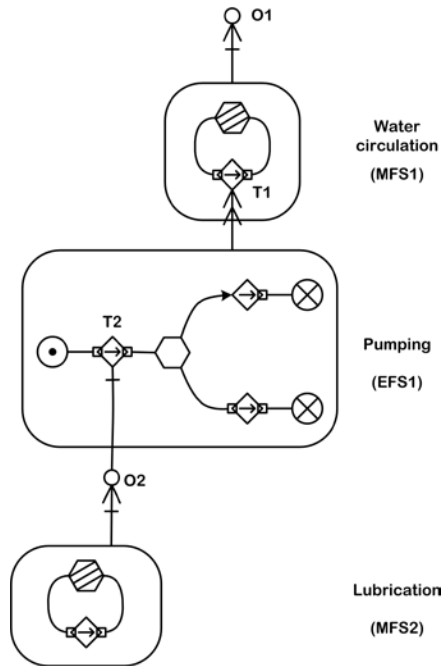 O1
Water
circulation
(MFS1)
T1
T2
Pumping
(EFS1)
O2
Lubrication
(MFS2)